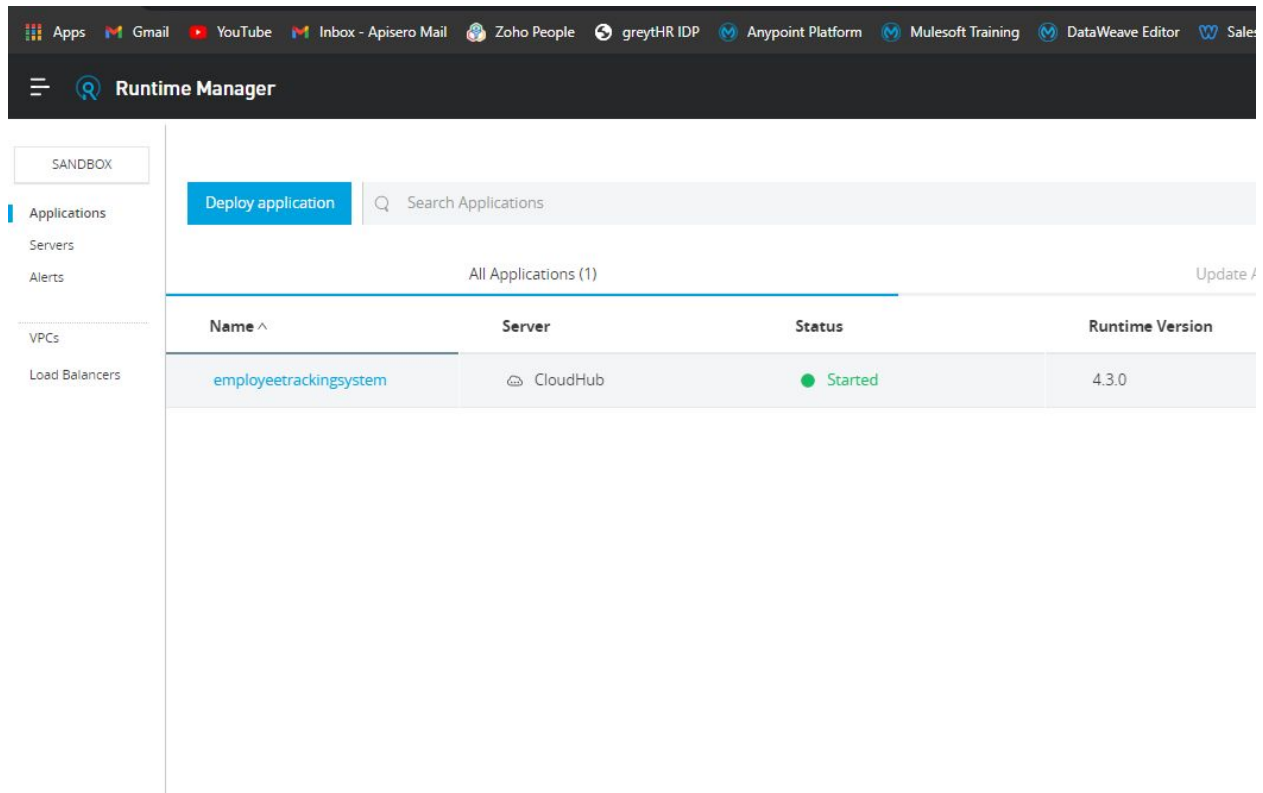 Apps Gmail YouTube Inbox - Apisero Mail Zoho People greytHR IDP Anypoint Platform Mulesoft Training DataWeave Editor Sales
Runtime Manager
SANDBOX
Deploy application Search Applications
Applications
Servers
Alerts
All Applications (1) Update A
VPCs
Name Server Status Runtime Version
Load Balancers
employeetrackingsystem CloudHub Started 4.3.0